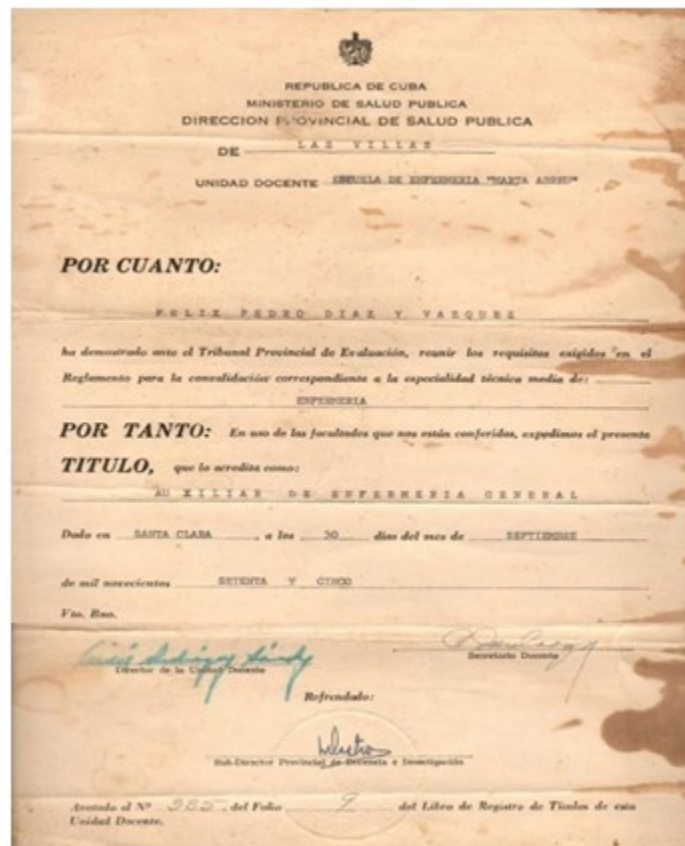 REPUBLICA DE CUBA
MINISTERIO DE SALUD PUBLICA
DIRECCION PROVINCIAL DE SALUD PUBLICA
DE LAS VILLAS
UNIDAD DOCENTE ESCUELA DE ENFERMERIA "MARTA ABREU"
POR CUANTO:
FELIX PEDRO DIAZ Y VAZQUEZ
ha demostrado ante el Tribunal Provincial de Evaluación, reunir los requisitos exigidos en el
Reglamento para la convalidación correspondiente a la especialidad técnica media de:
ENFERMERIA
POR TANTO: En uso de las facultades que nos están conferidas, expedimos el presente
TITULO, que lo acredita como:
AUXILIAR DE ENFERMERIA GENERAL
Dado en SANTA CLARA, a los 30 días del mes de SEPTIEMBRE
de mil novecientos SETENTA Y CINCO
Vto. Bno.
Director de la Unidad Docente Secretario Docente
Refrendado:
Sub-Director Provincial de Docencia e Investigación
Anotado al Nº 985, del Folio 9 del Libro de Registro de Títulos de esta
Unidad Docente.